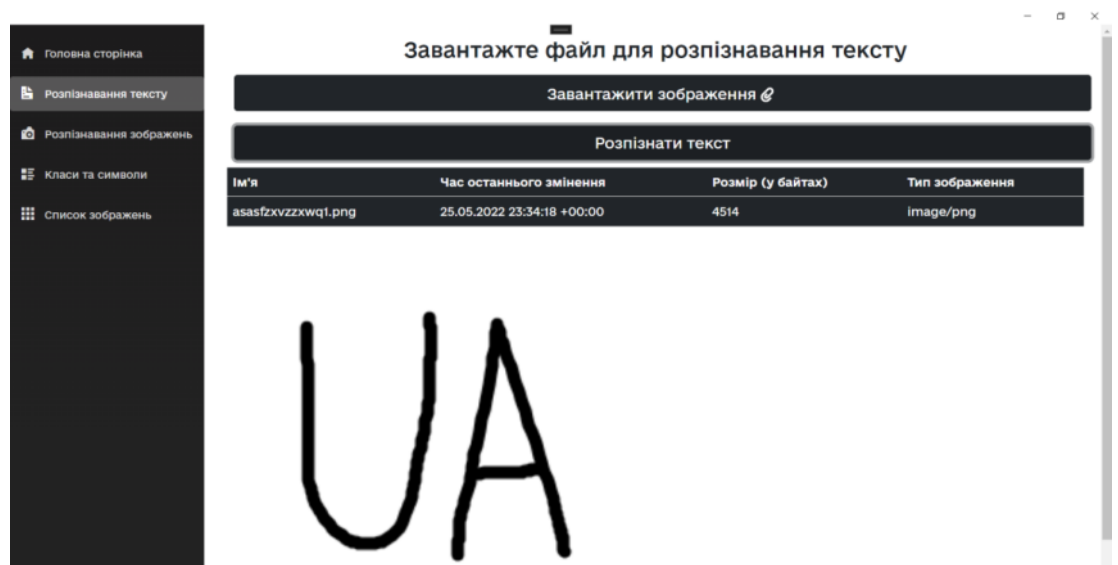 Головна сторінка
Розпізнавання тексту
Розпізнавання зображень
Класи та символи
Список зображень
Завантажте файл для розпізнавання тексту
Завантажити зображення
Розпізнати текст
Ім'я Час останнього змінення Розмір (у байтах) Тип зображення
asasfzxvzzxwq1.png 25.05.2022 23:34:18 +00:00 4514 image/png
UA